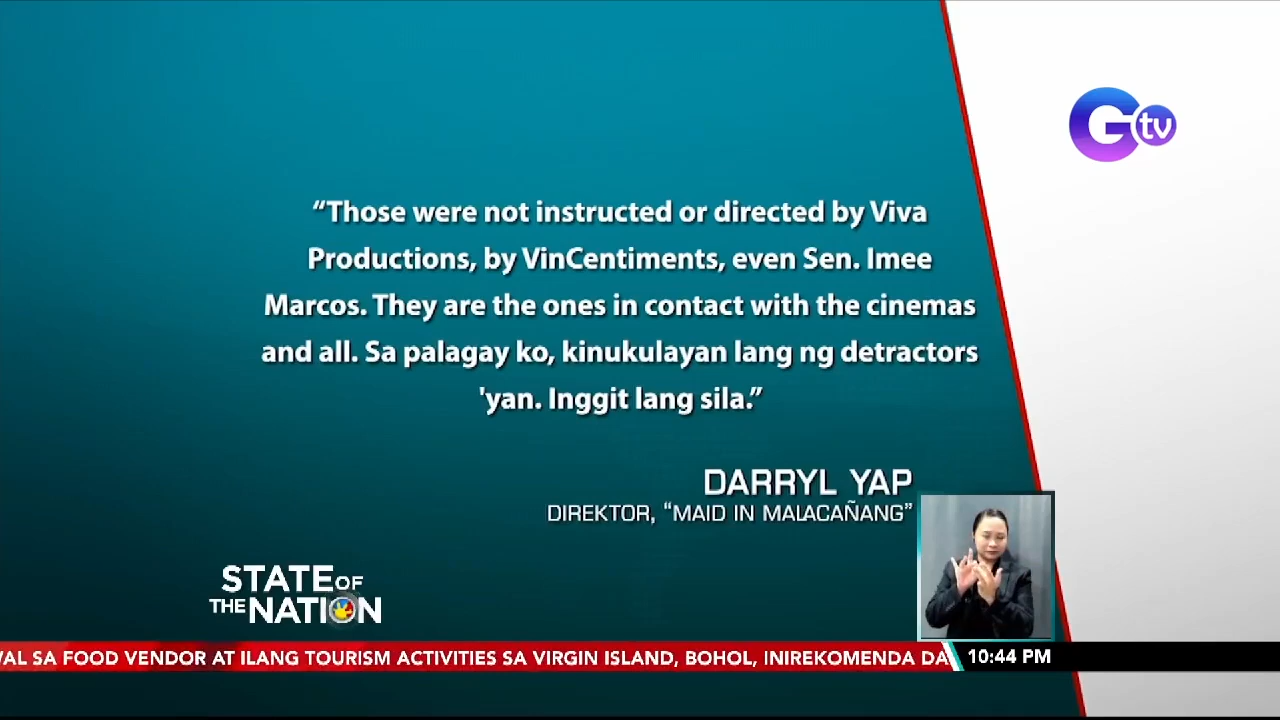 Gtv
“Those were not instructed or directed by Viva
Productions, by VinCentiments, even Sen. Imee
Marcos. They are the ones in contact with the cinemas
and all. Sa palagay ko, kinukulayan lang ng detractors
'yan. Inggit lang sila.”
DARRYL YAP
DIREKTOR, “MAID IN MALACAÑANG”
STATE OF
THE NATION
SA FOOD VENDOR AT ILANG TOURISM ACTIVITIES SA VIRGIN ISLAND, BOHOL, INIREKOMENDA
10:44 PM